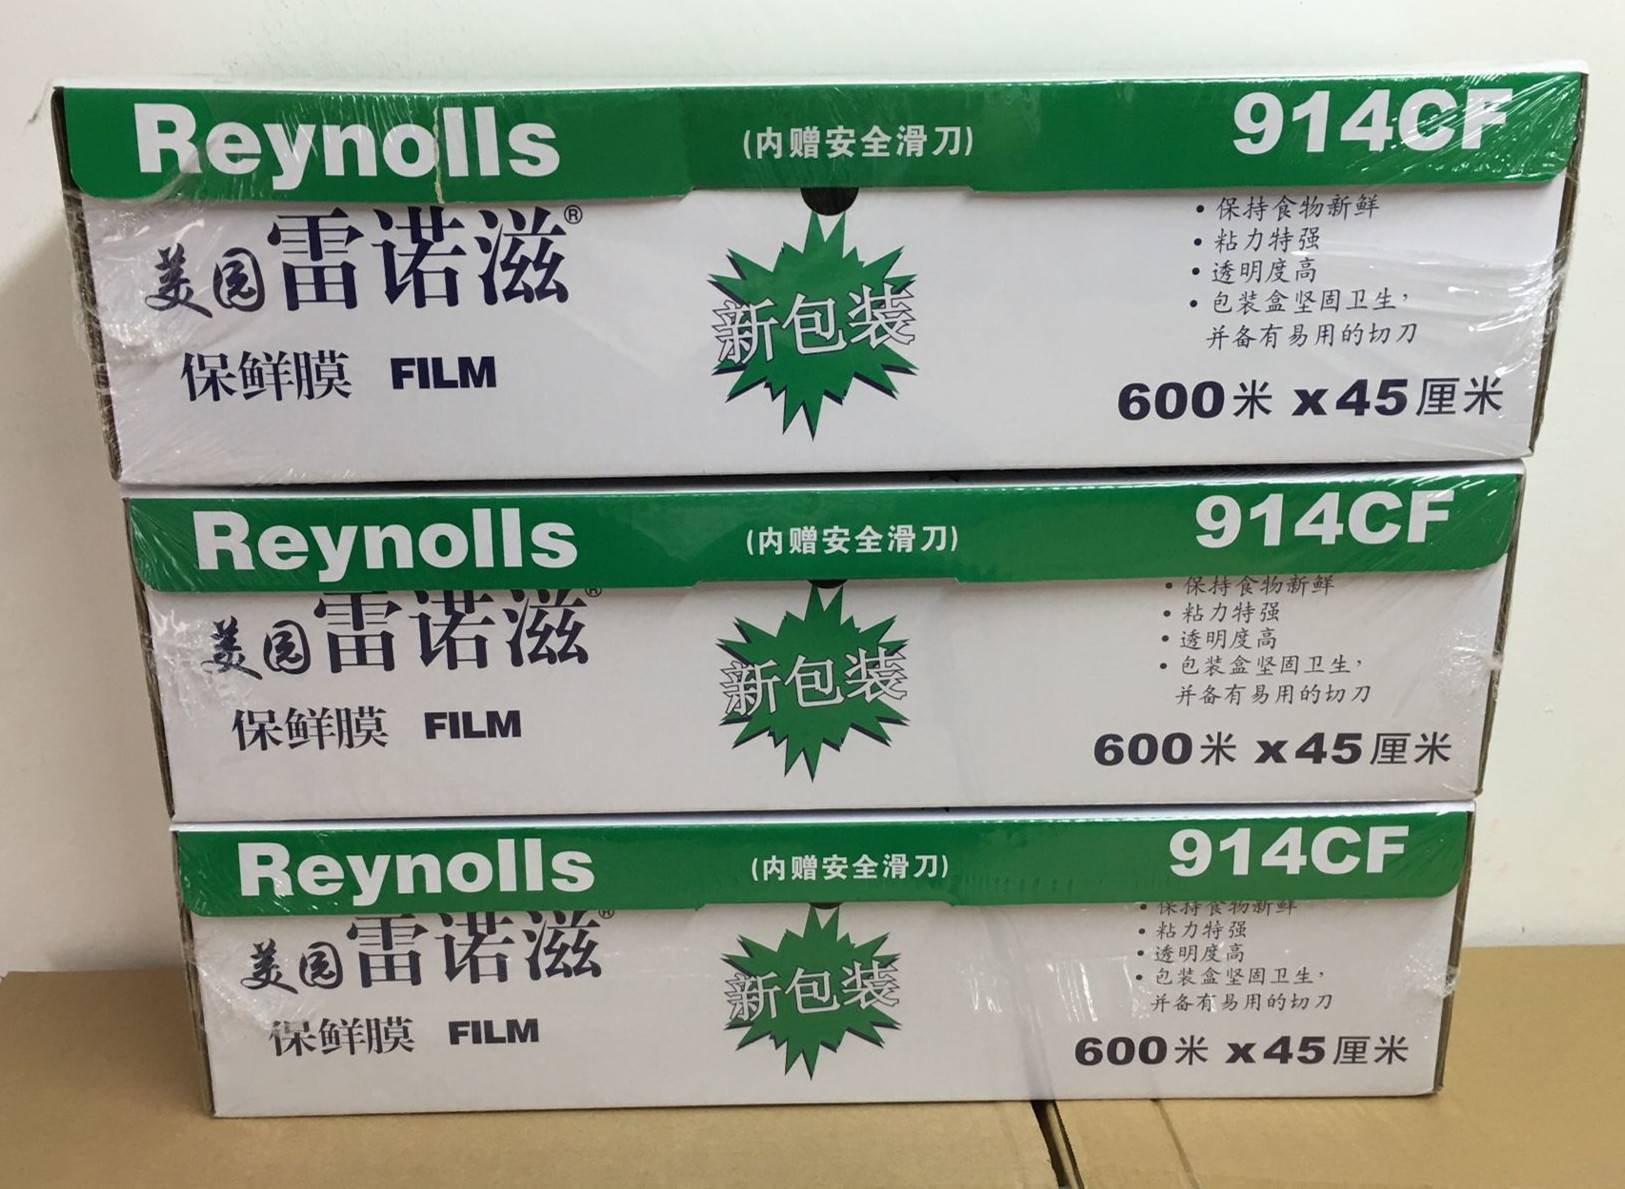 Reynolls (内赠安全滑刀) 914CF
美园雷诺滋®
保鲜膜 FILM
新包装
• 保持食物新鲜
• 粘力特强
• 透明度高
• 包装盒坚固卫生，
并备有易用的切刀
600米 x45厘米
Reynolls (内赠安全滑刀) 914CF
美园雷诺滋®
保鲜膜 FILM
新包装
• 保持食物新鲜
• 粘力特强
• 透明度高
• 包装盒坚固卫生，
并备有易用的切刀
600米 x45厘米
Reynolls (内赠安全滑刀) 914CF
美园雷诺滋®
保鲜膜 FILM
新包装
• 保持食物新鲜
• 粘力特强
• 透明度高
• 包装盒坚固卫生，
并备有易用的切刀
600米 x45厘米